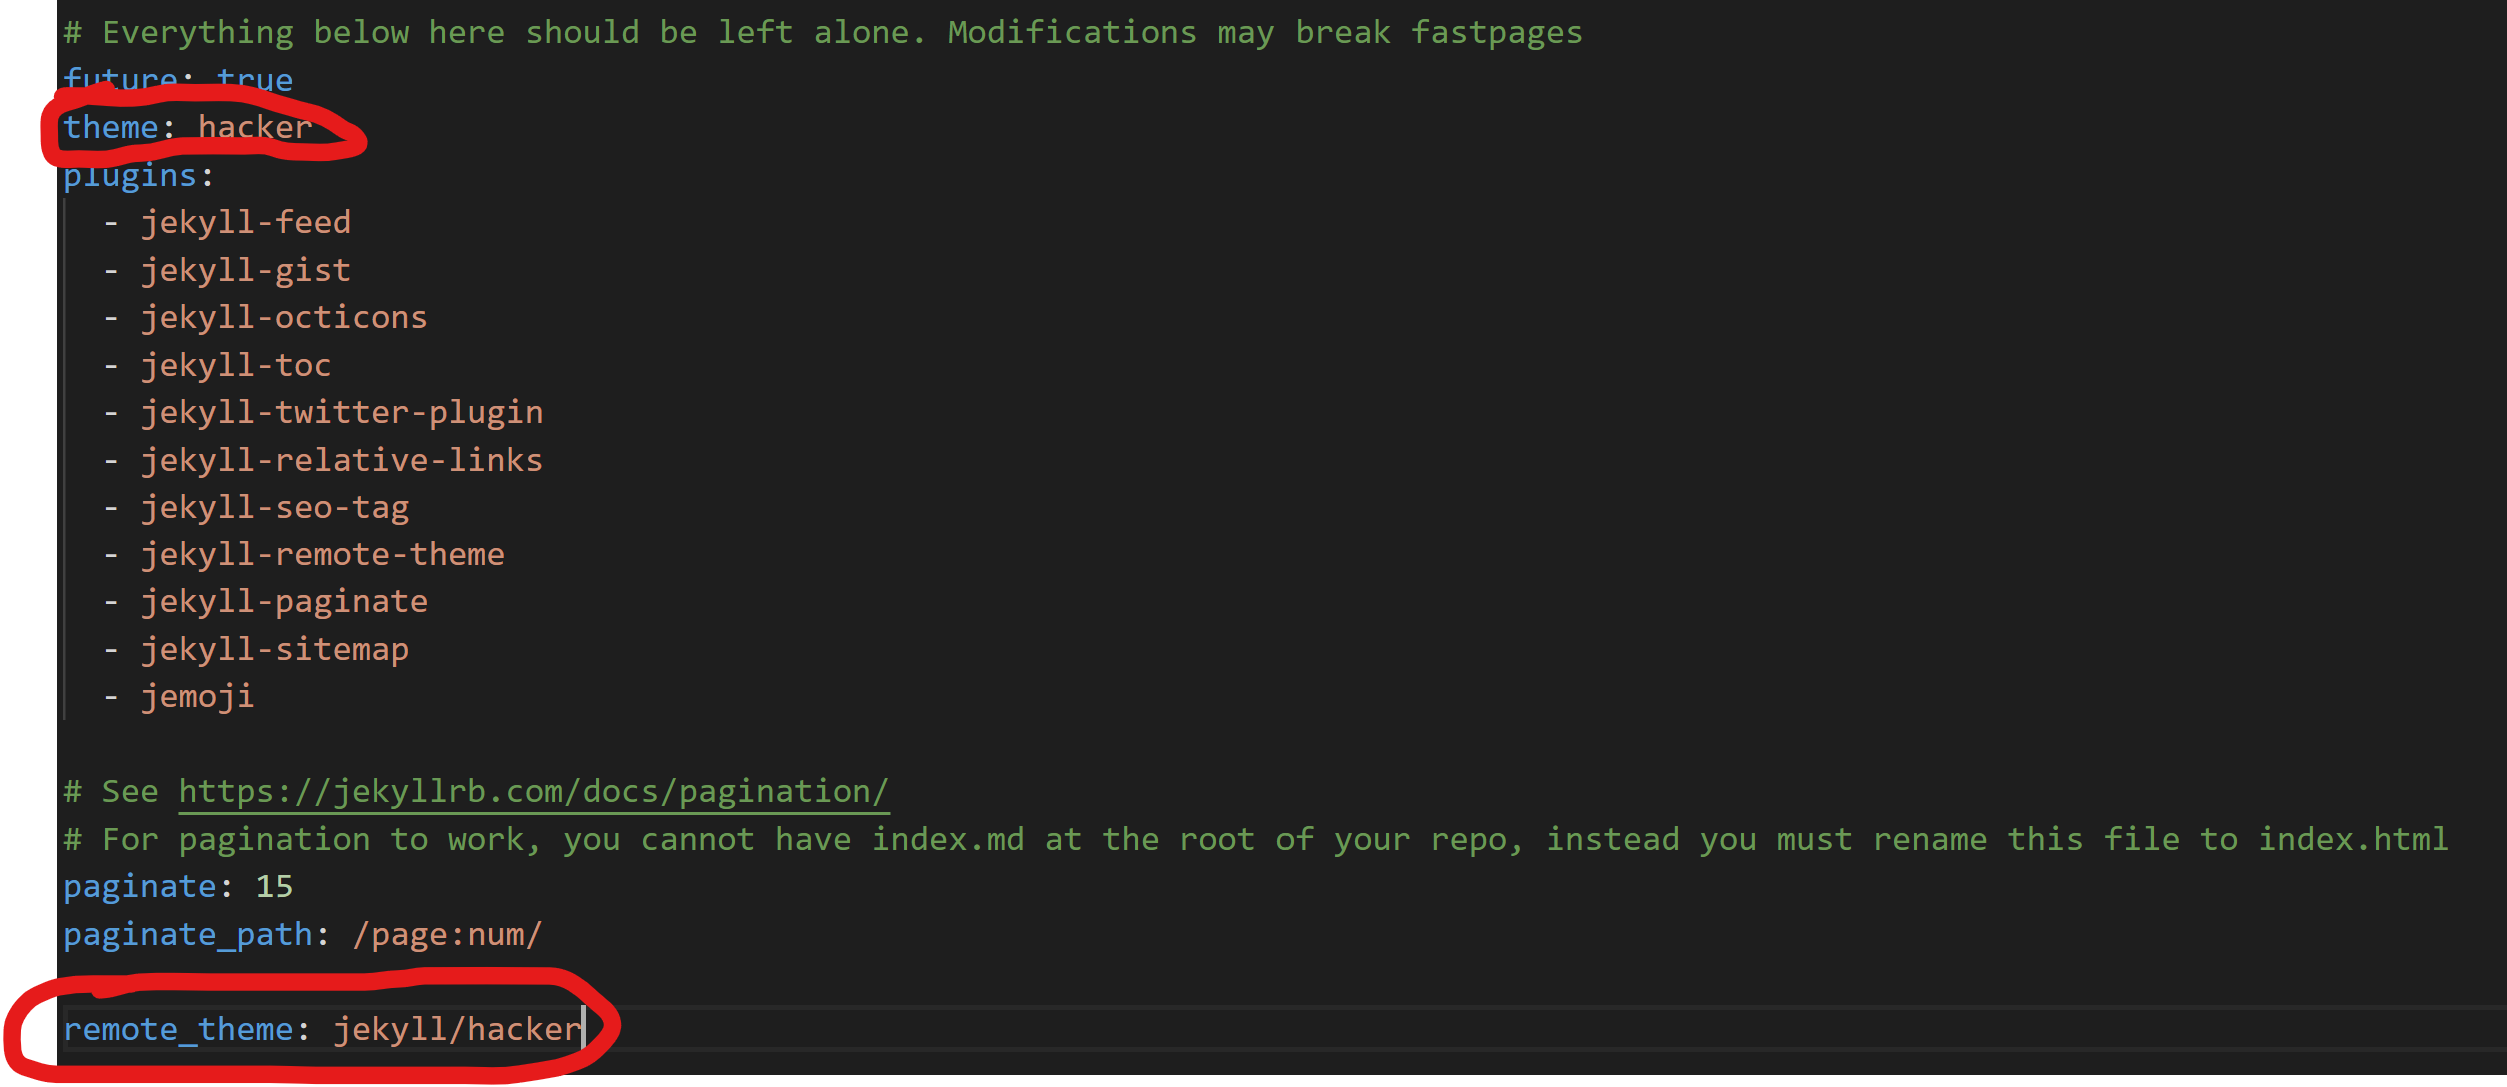 # Everything below here should be left alone. Modifications may break fastpages
future: true
theme: hacker
plugins:
- jekyll-feed
- jekyll-gist
- jekyll-octicons
- jekyll-toc
- jekyll-twitter-plugin
- jekyll-relative-links
- jekyll-seo-tag
- jekyll-remote-theme
- jekyll-paginate
- jekyll-sitemap
- jemoji
# See https://jekyllrb.com/docs/pagination/
# For pagination to work, you cannot have index.md at the root of your repo, instead you must rename this file to index.html
paginate: 15
paginate_path: /page:num/
remote_theme: jekyll/hacker